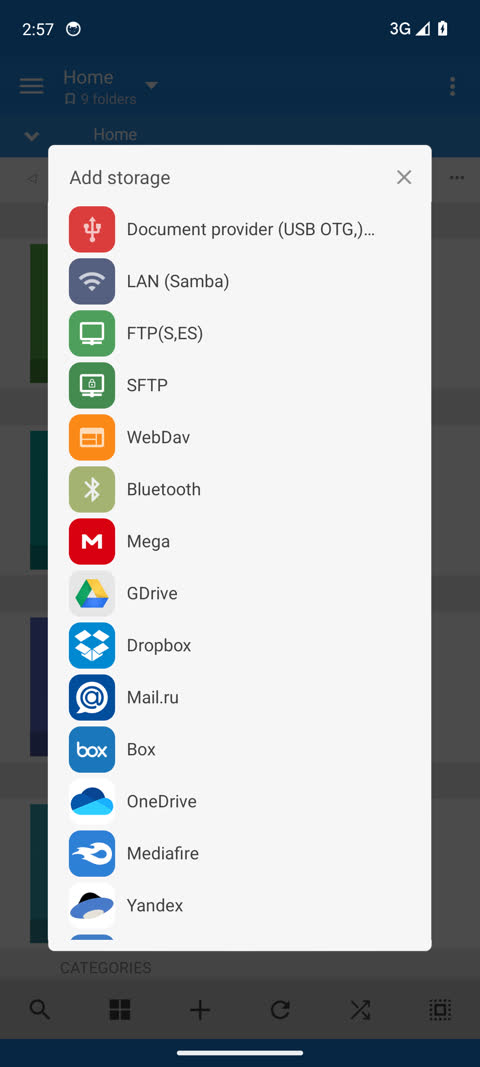 2:57
3G
Home
9 folders
Home
Add storage
Document provider (USB OTG,)...
LAN (Samba)
FTP(S,ES)
SFTP
WebDav
Bluetooth
Mega
GDrive
Dropbox
Mail.ru
box
Box
OneDrive
Mediafire
Yandex
CATEGORIES